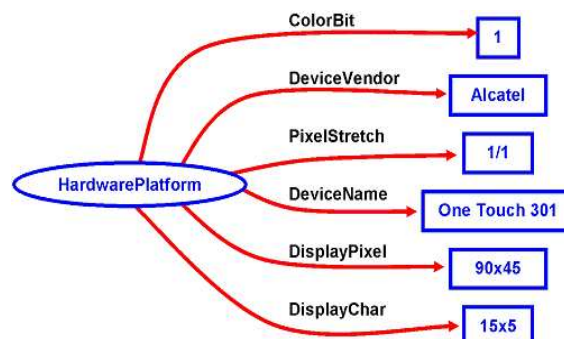 ColorBit
1
DeviceVendor
Alcatel
PixelStretch
1/1
HardwarePlatform
DeviceName
One Touch 301
DisplayPixel
90x45
DisplayChar
15x5